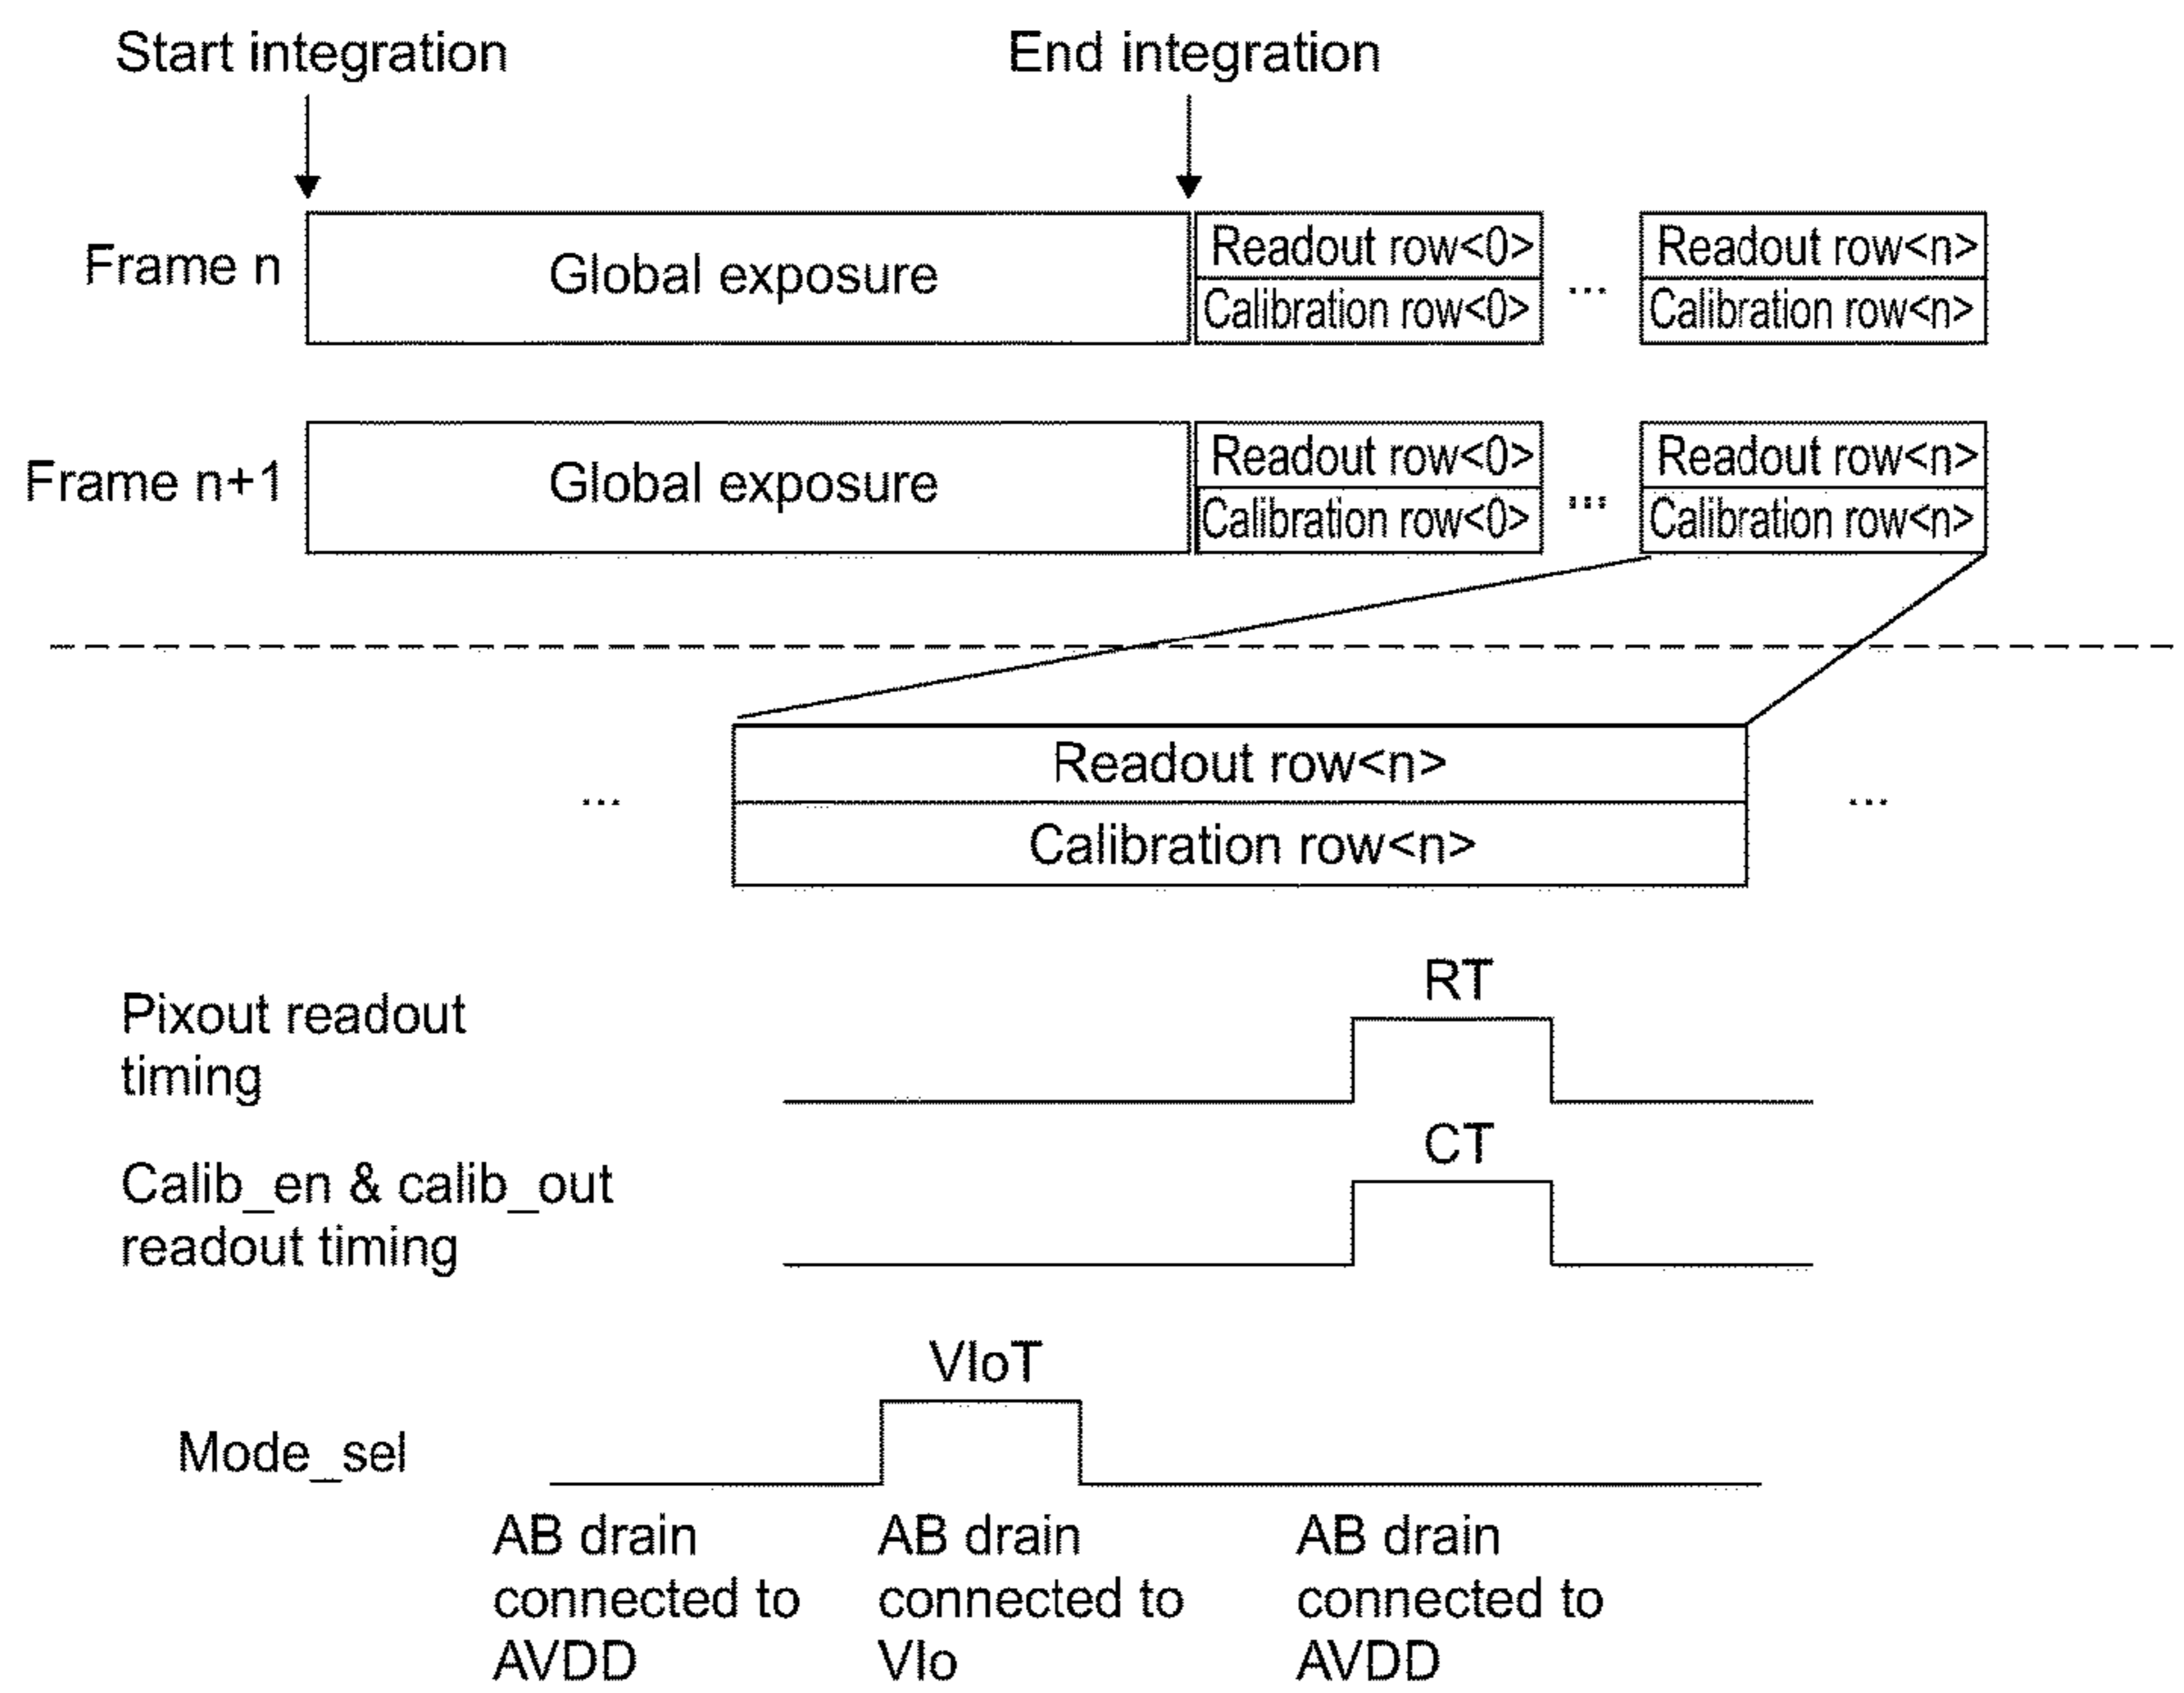 Start integration
End integration
Frame n
Global exposure
Readout row<0>
Calibration row<0>
...
Readout row<n>
Calibration row<n>
Frame n+1
Global exposure
Readout row<0>
Calibration row<0>
...
Readout row<n>
Calibration row<n>
...
Readout row<n>
Calibration row<n>
...
Pixout readout
timing
RT
Calib_en & calib_out
readout timing
CT
Mode_sel
VloT
AB drain
connected to
AVDD
AB drain
connected to
Vlo
AB drain
connected to
AVDD